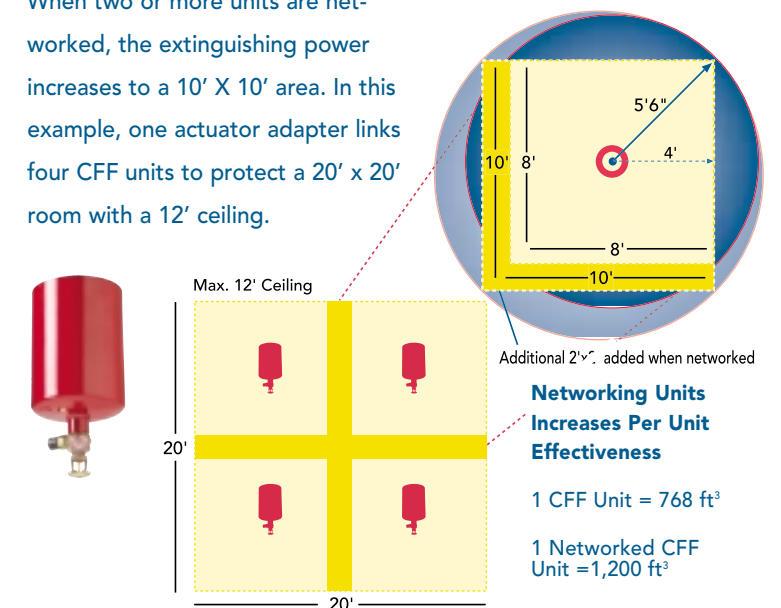 When two or more units are net-
worked, the extinguishing power
increases to a 10' X 10' area. In this
example, one actuator adapter links
four CFF units to protect a 20' x 20'
room with a 12' ceiling.
5'6"
4'
10' 8'
8'
10'
Additional added when networked
Max. 12' Ceiling
20'
20'
Networking Units
Increases Per Unit
Effectiveness
1 CFF Unit = 768 ft³
1 Networked CFF
Unit =1,200 ft³